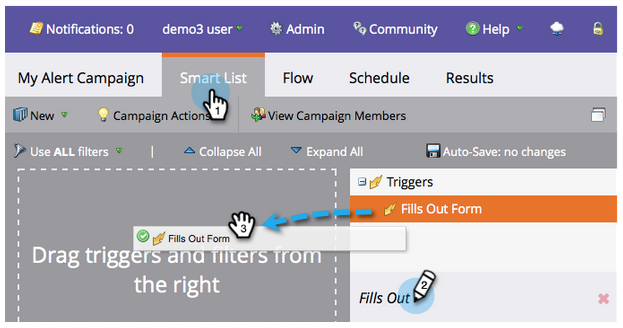 Notifications: 0 demo3 user Admin Community Help
My Alert Campaign Smart List Flow Schedule Results
1
New Campaign Actions View Campaign Members
Use ALL filters | Collapse All Expand All Auto-Save: no changes
Triggers
Fills Out Form
3
Fills Out Form
Drag triggers and filters from
the right
2
Fills Out